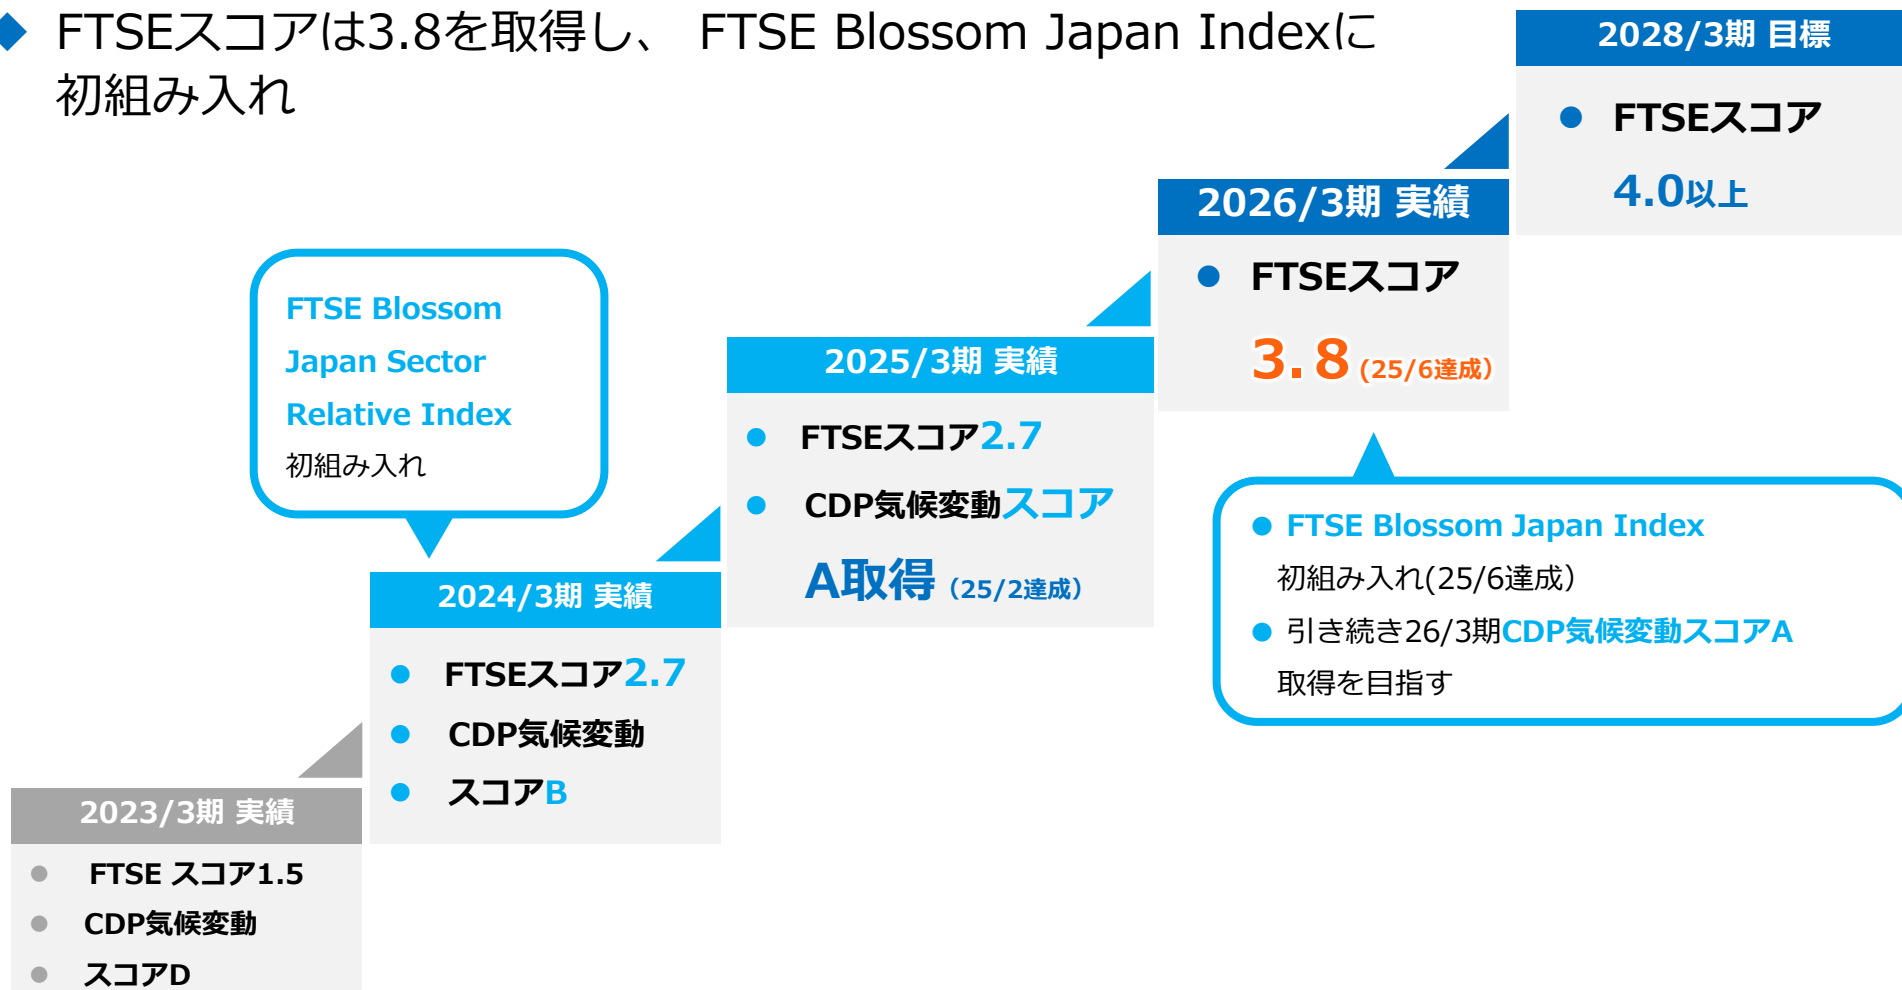 FTSEスコアは3.8を取得し、 FTSE Blossom Japan Indexに
初組み入れ
2028/3期 目標
FTSEスコア
4.0以上
2026/3期 実績
FTSEスコア
3.8(25/6達成)
FTSE Blossom Japan Index
初組み入れ(25/6達成)
引き続き26/3期CDP気候変動スコアA
取得を目指す
2025/3期 実績
FTSEスコア2.7
CDP気候変動スコア
A取得(25/2達成)
FTSE Blossom
Japan Sector
Relative Index
初組み入れ
2024/3期 実績
FTSEスコア2.7
CDP気候変動
スコアB
2023/3期 実績
FTSE スコア1.5
CDP気候変動
スコアD